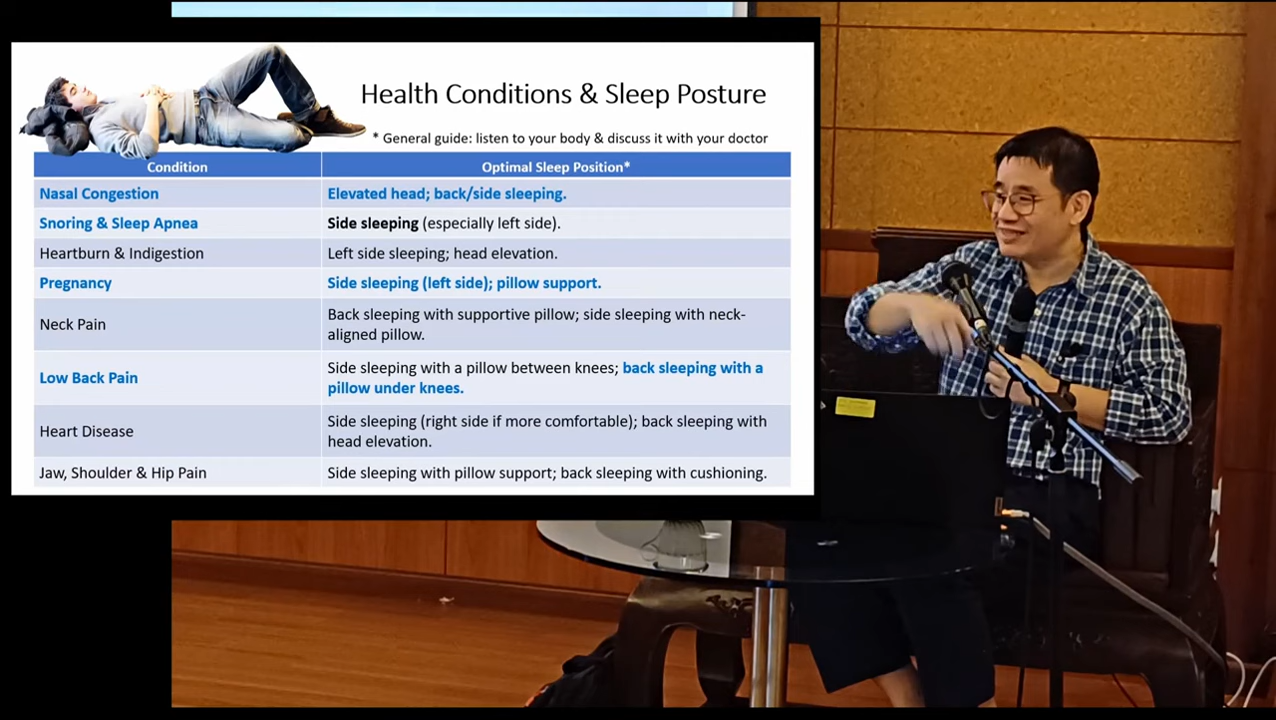 Health Conditions & Sleep Posture
* General guide: listen to your body & discuss it with your doctor
Condition
Optimal Sleep Position*
Nasal Congestion
Elevated head; back/side sleeping.
Snoring & Sleep Apnea
Side sleeping (especially left side).
Heartburn & Indigestion
Left side sleeping; head elevation.
Pregnancy
Side sleeping (left side); pillow support.
Neck Pain
Back sleeping with supportive pillow; side sleeping with neck-
aligned pillow.
Low Back Pain
Side sleeping with a pillow between knees; back sleeping with a
pillow under knees.
Heart Disease
Side sleeping (right side if more comfortable); back sleeping with
head elevation.
Jaw, Shoulder & Hip Pain
Side sleeping with pillow support; back sleeping with cushioning.